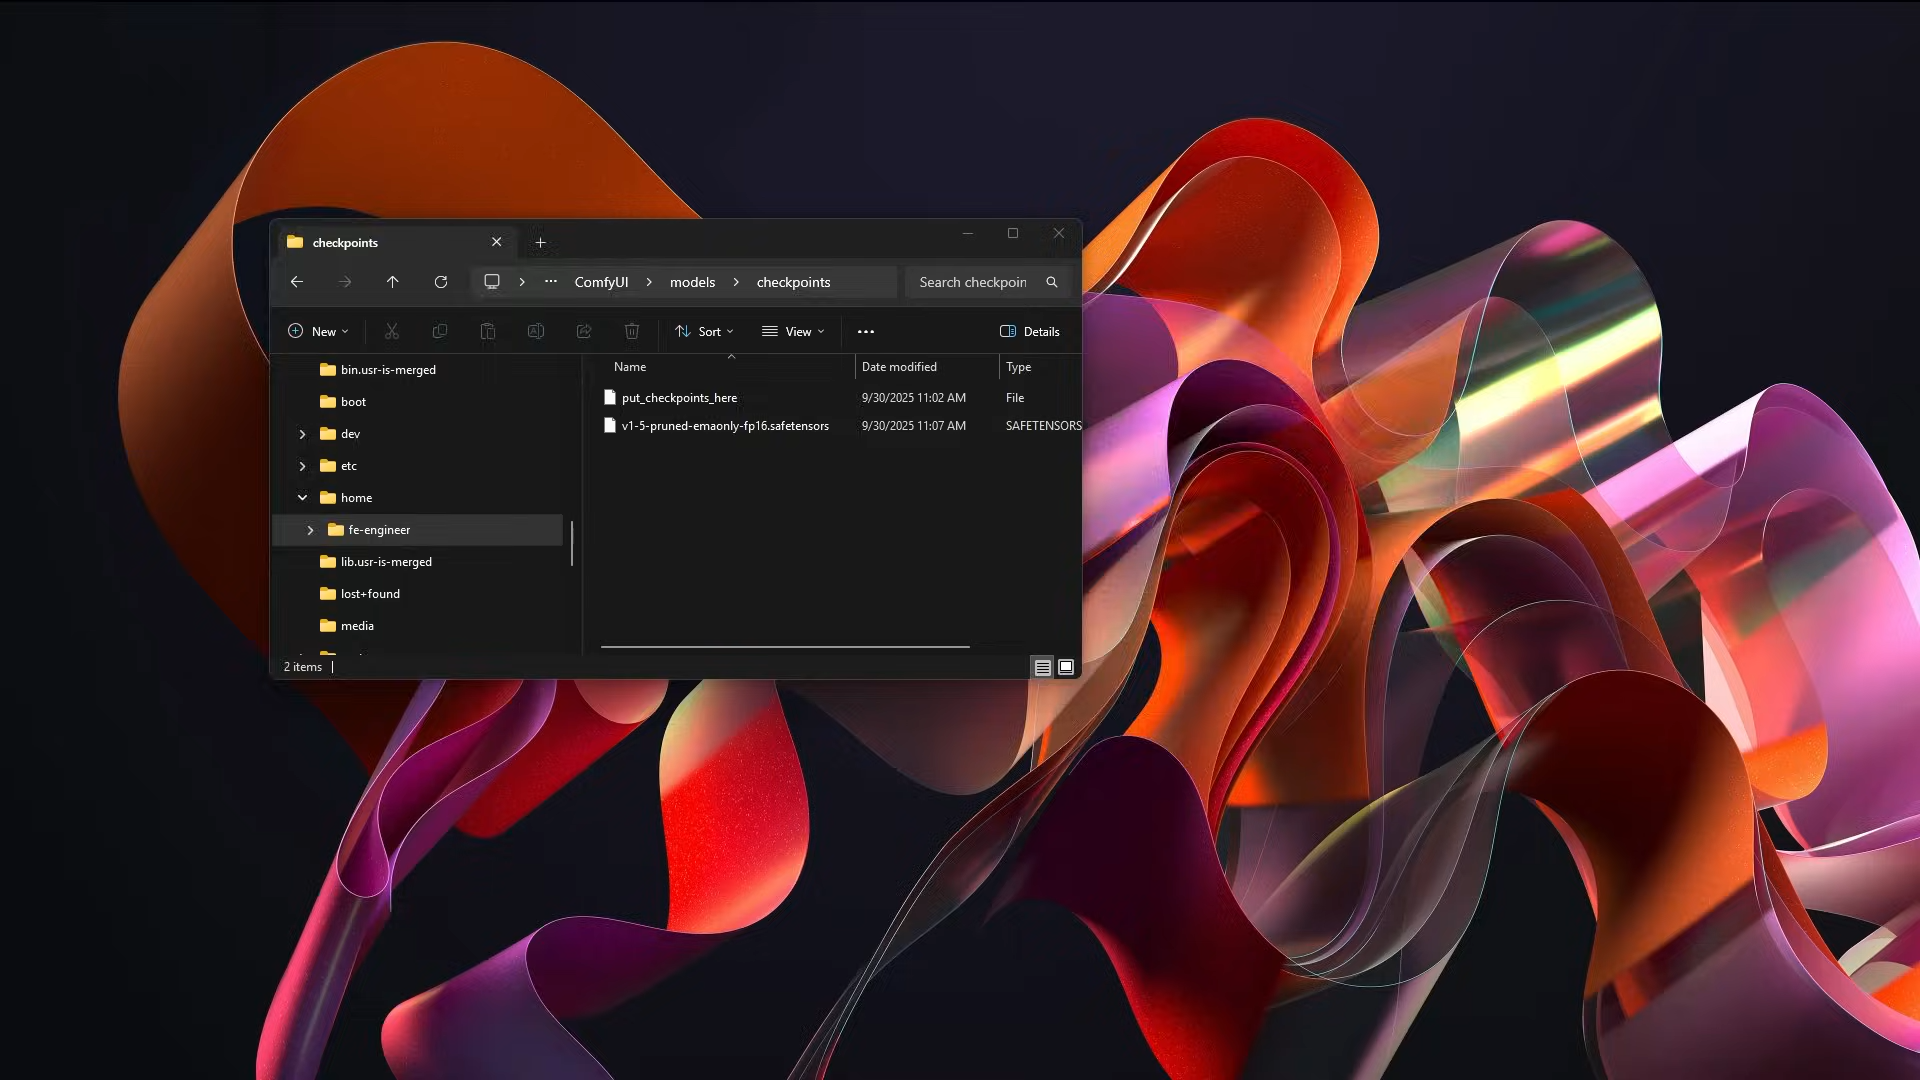 checkpoints
ComfyUI > models > checkpoints
Search checkpoin
New
Sort
View
Details
bin.usr-is-merged
boot
dev
etc
home
fe-engineer
lib.usr-is-merged
lost+found
media
Name Date modified Type
put_checkpoints_here 9/30/2025 11:02 AM File
v1-5-pruned-emaonly-fp16.safetensors 9/30/2025 11:07 AM SAFETENSORS
2 items